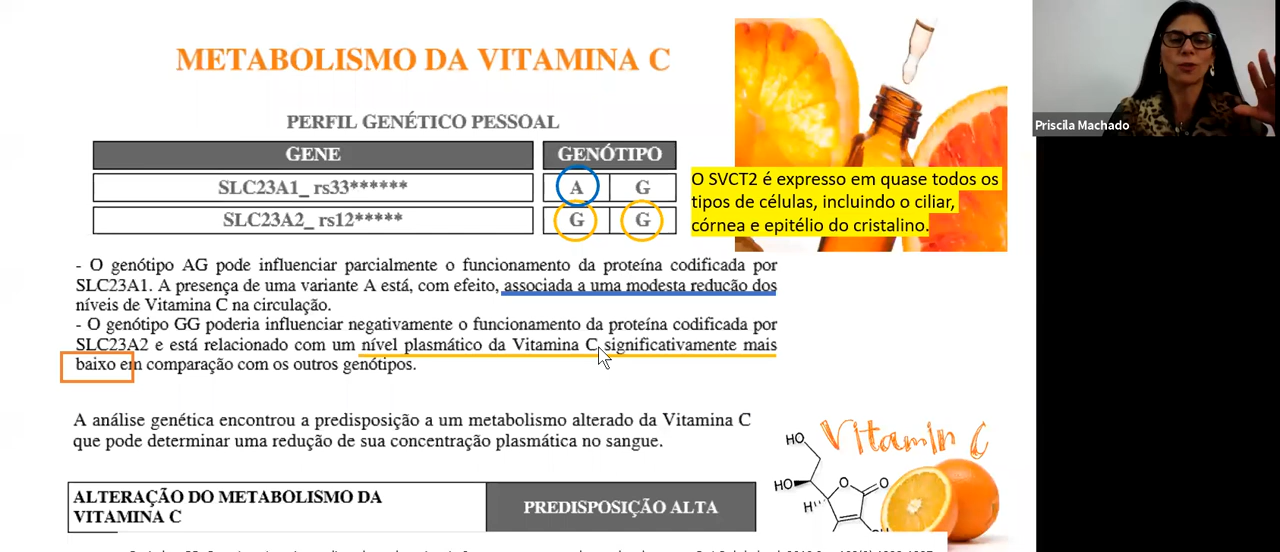 METABOLISMO DA VITAMINA C
PERFIL GENÉTICO PESSOAL
GENE GENÓTIPO
SLC23A1_ rs33****** A G
SLC23A2_ rs12***** G G
O SVCT2 é expresso em quase todos os
tipos de células, incluindo o ciliar,
córnea e epitélio do cristalino.
Priscila Machado
- O genótipo AG pode influenciar parcialmente o funcionamento da proteína codificada por
SLC23A1. A presença de uma variante A está, com efeito, associada a uma modesta redução dos
níveis de Vitamina C na circulação.
- O genótipo GG poderia influenciar negativamente o funcionamento da proteína codificada por
SLC23A2 e está relacionado com um nível plasmático da Vitamina C significativamente mais
baixo em comparação com os outros genótipos.
A análise genética encontrou a predisposição a um metabolismo alterado da Vitamina C
que pode determinar uma redução de sua concentração plasmática no sangue.
ALTERAÇÃO DO METABOLISMO DA
VITAMINA C
PREDISPOSIÇÃO ALTA
Vitamin C
HO
HO
O
O
H